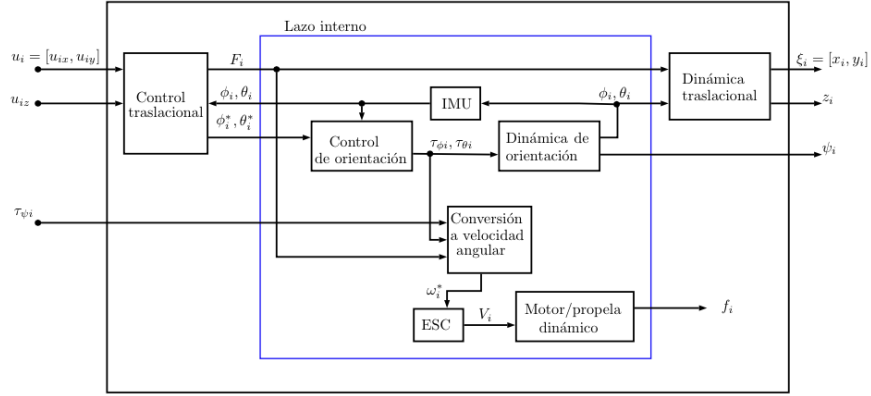 Lazo interno
u_i = [u_{ix}, u_{iy}]
F_i
ξ_i = [x_i, y_i]
Control
traslacional
Dinámica
traslacional
u_{iz}
ϕ_i, θ_i
IMU
ϕ_i, θ_i
z_i
ϕ_i^*, θ_i^*
Control
de orientación
τ_{ϕi}, τ_{θi}
Dinámica de
orientación
ψ_i
τ_{ψi}
Conversión
a velocidad
angular
ω_i^*
ESC
V_i
Motor/propela
dinámico
f_i